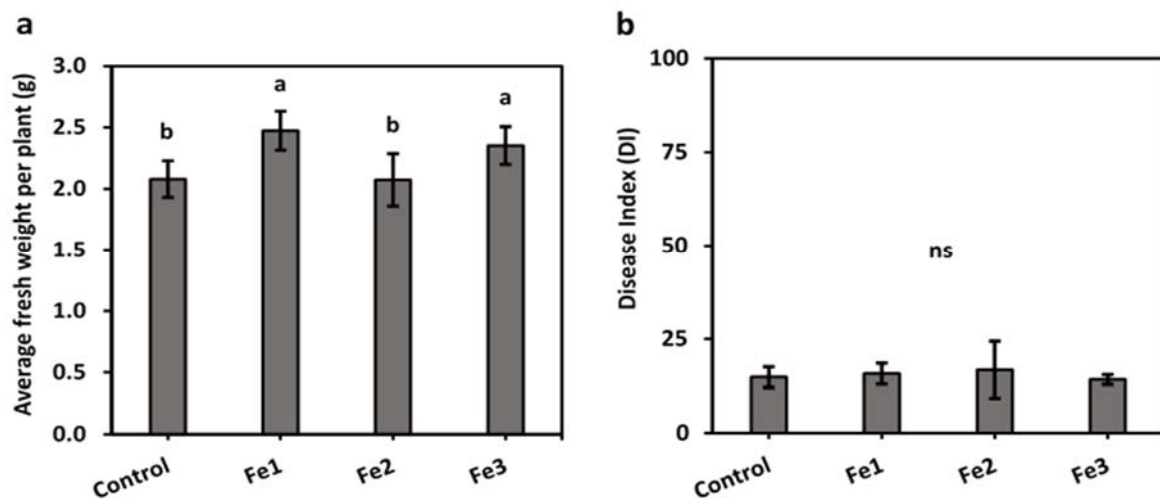 a
Average fresh weight per plant (g)
3.0
2.5
2.0
1.5
1.0
0.5
0.0
b
a
b
a
Control
Fe1
Fe2
Fe3
b
Disease Index (DI)
100
75
50
25
0
ns
Control
Fe1
Fe2
Fe3